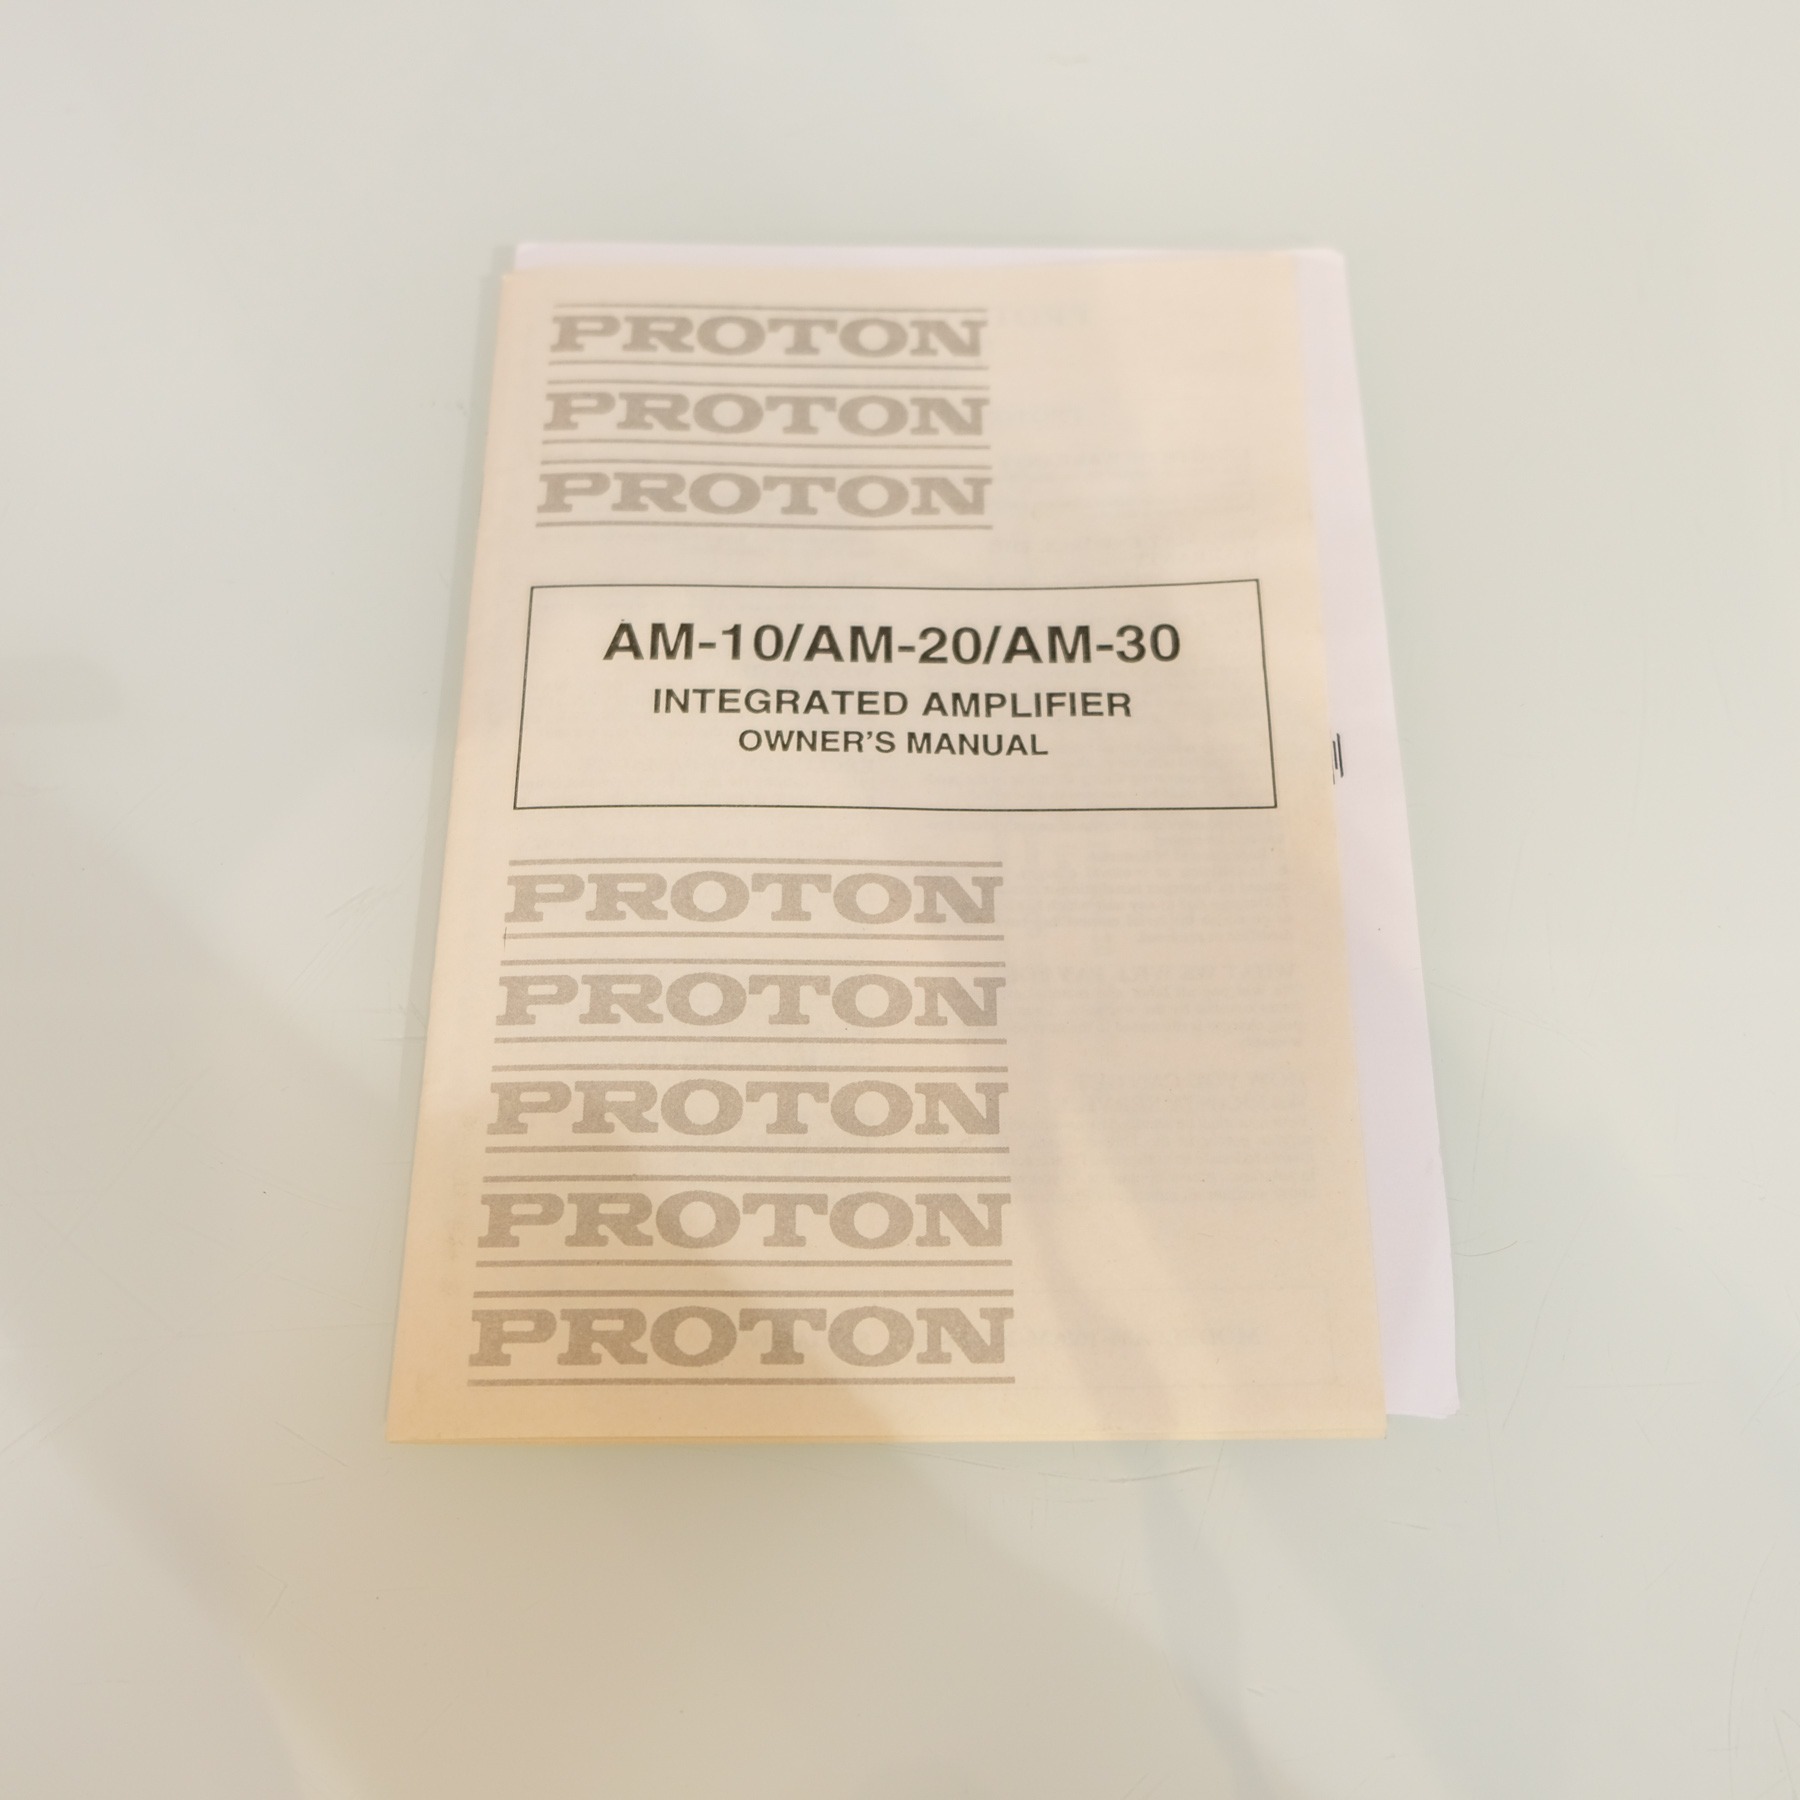 PROTON
PROTON
PROTON
AM-10/AM-20/AM-30
INTEGRATED AMPLIFIER
OWNER'S MANUAL
PROTON
PROTON
PROTON
PROTON
PROTON